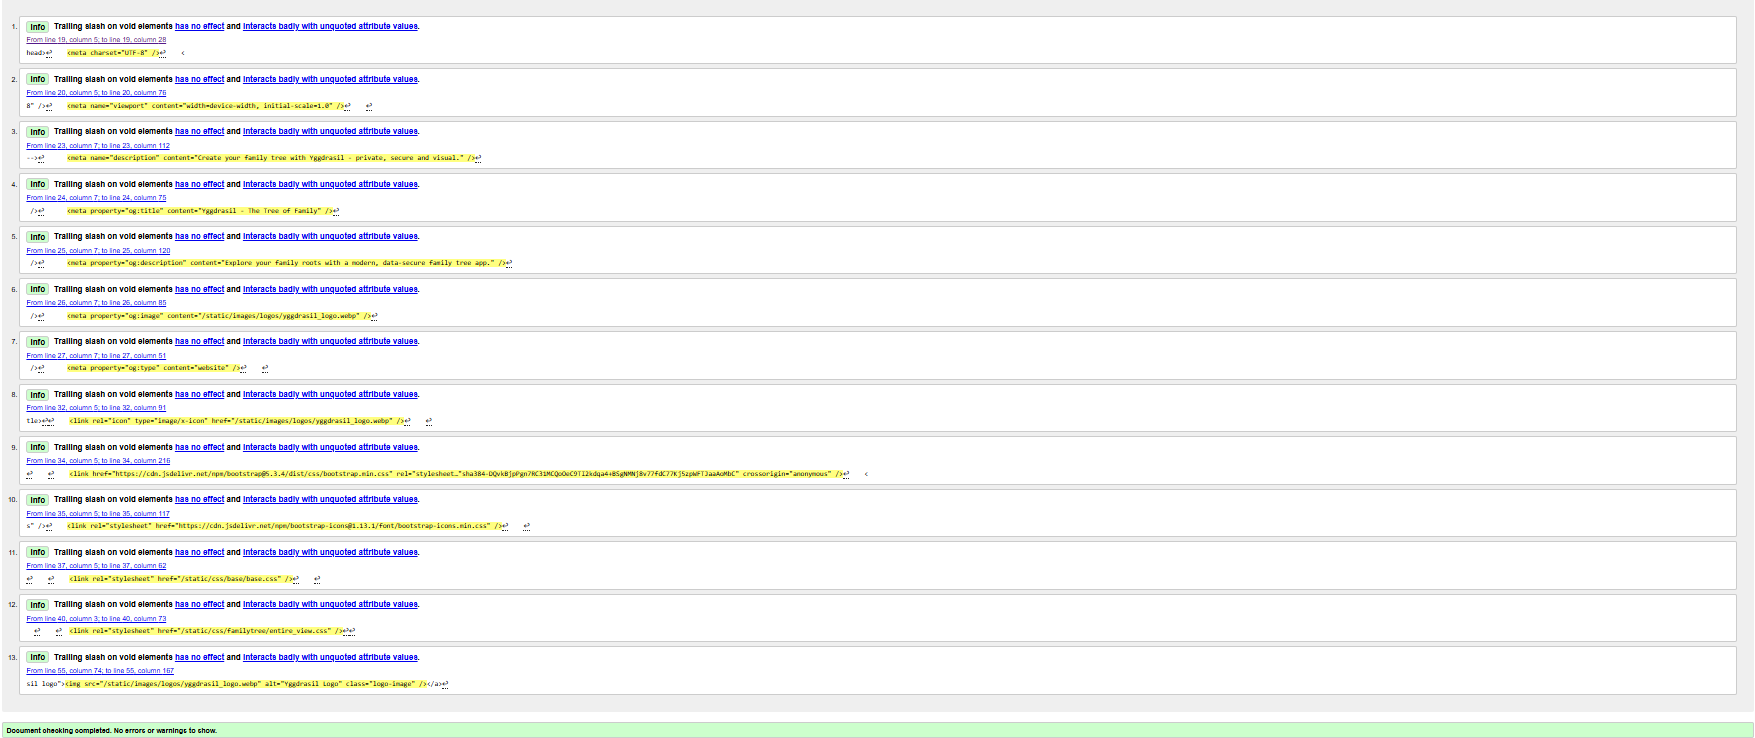 1. Info Trailing slash on void elements has no effect and interacts badly with unquoted attribute values.
From line 19, column 5; to line 19, column 28
head>↩ <meta charset="UTF-8" />↩ <
2. Info Trailing slash on void elements has no effect and interacts badly with unquoted attribute values.
From line 20, column 5; to line 20, column 76
8" />↩ <meta name="viewport" content="width=device-width, initial-scale=1.0" />↩ ↩
3. Info Trailing slash on void elements has no effect and interacts badly with unquoted attribute values.
From line 23, column 7; to line 23, column 112
-->↩ <meta name="description" content="Create your family tree with Yggdrasil - private, secure and visual." />↩
4. Info Trailing slash on void elements has no effect and interacts badly with unquoted attribute values.
From line 24, column 7; to line 24, column 75
/>↩ <meta property="og:title" content="Yggdrasil - The Tree of Family" />↩
5. Info Trailing slash on void elements has no effect and interacts badly with unquoted attribute values.
From line 25, column 7; to line 25, column 120
/>↩ <meta property="og:description" content="Explore your family roots with a modern, data-secure family tree app." />↩
6. Info Trailing slash on void elements has no effect and interacts badly with unquoted attribute values.
From line 26, column 7; to line 26, column 85
/>↩ <meta property="og:image" content="/static/images/logos/yggdrasil_logo.webp" />↩
7. Info Trailing slash on void elements has no effect and interacts badly with unquoted attribute values.
From line 27, column 7; to line 27, column 51
/>↩ <meta property="og:type" content="website" />↩ ↩
8. Info Trailing slash on void elements has no effect and interacts badly with unquoted attribute values.
From line 32, column 5; to line 32, column 91
tle>↩↩ <link rel="icon" type="image/x-icon" href="/static/images/logos/yggdrasil_logo.webp" />↩ ↩
9. Info Trailing slash on void elements has no effect and interacts badly with unquoted attribute values.
From line 34, column 5; to line 34, column 216
↩ ↩ <link href="https://cdn.jsdelivr.net/npm/bootstrap@5.3.4/dist/css/bootstrap.min.css" rel="stylesheet… crossorigin="anonymous" />↩ <
10. Info Trailing slash on void elements has no effect and interacts badly with unquoted attribute values.
From line 35, column 5; to line 35, column 117
s" />↩ <link rel="stylesheet" href="https://cdn.jsdelivr.net/npm/bootstrap-icons@1.13.1/font/bootstrap-icons.min.css" />↩ ↩
11. Info Trailing slash on void elements has no effect and interacts badly with unquoted attribute values.
From line 37, column 5; to line 37, column 62
↩ ↩ <link rel="stylesheet" href="/static/css/base/base.css" />↩ ↩
12. Info Trailing slash on void elements has no effect and interacts badly with unquoted attribute values.
From line 40, column 3; to line 40, column 73
↩ ↩ <link rel="stylesheet" href="/static/css/familytree/entire_view.css" />↩↩
13. Info Trailing slash on void elements has no effect and interacts badly with unquoted attribute values.
From line 55, column 74; to line 55, column 167
sil logo"><img src="/static/images/logos/yggdrasil_logo.webp" alt="Yggdrasil Logo" class="logo-image" /></a>↩
Document checking completed. No errors or warnings to show.